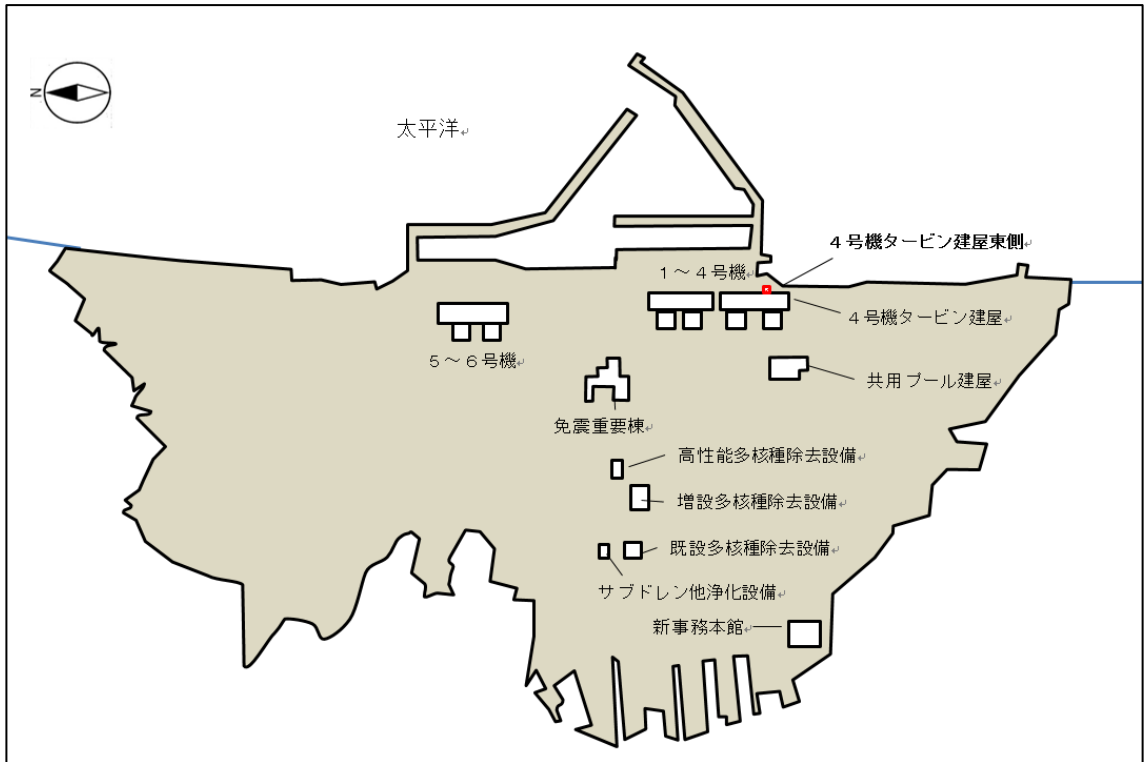 N
太平洋
4号機タービン建屋東側
1～4号機
4号機タービン建屋
5～6号機
共用プール建屋
免震重要棟
高性能多核種除去設備
増設多核種除去設備
既設多核種除去設備
サブドレン他浄化設備
新事務本館